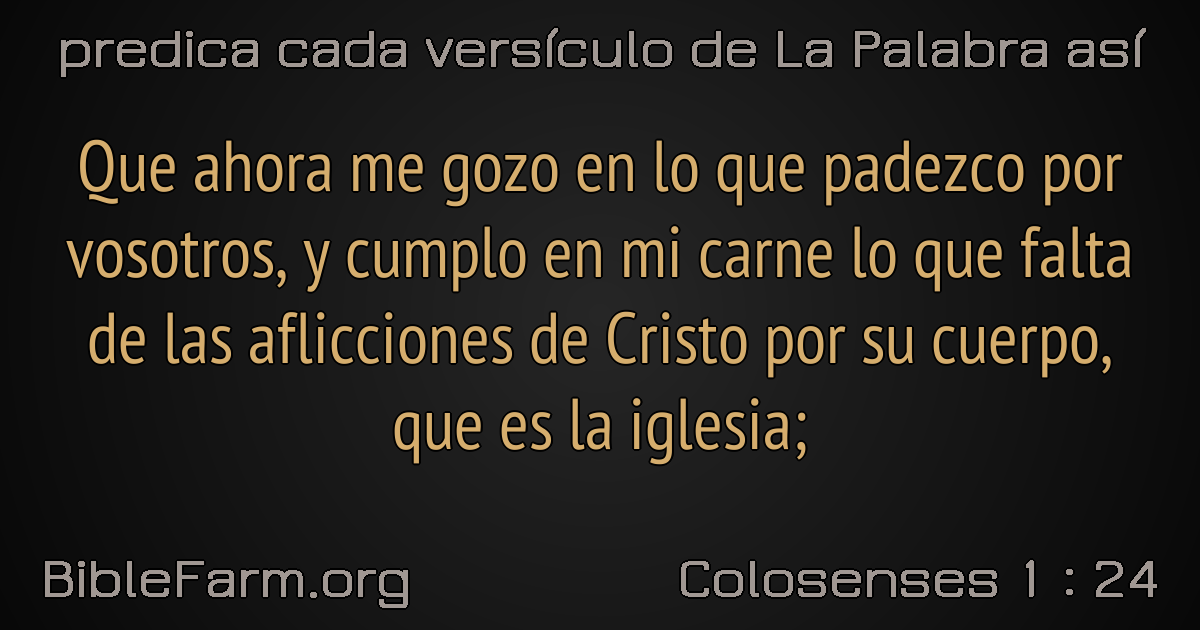 predica cada versículo de La Palabra así
Que ahora me gozo en lo que padezco por
vosotros, y cumplo en mi carne lo que falta
de las aflicciones de Cristo por su cuerpo,
que es la iglesia;
BibleFarm.org
Colosenses 1 : 24